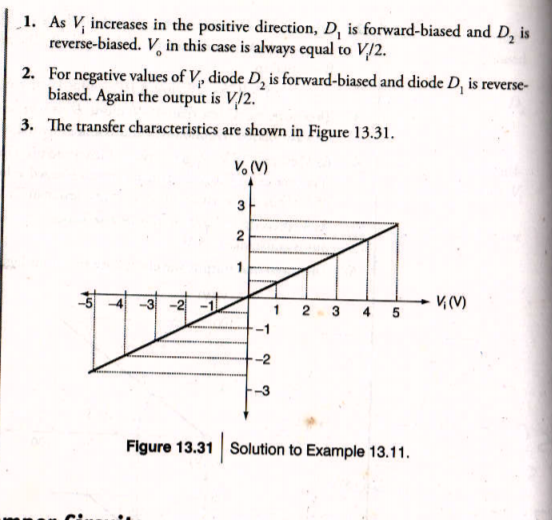 1. As Vi increases in the positive direction, D1 is forward-biased and D2 is
reverse-biased. Vo in this case is always equal to Vi/2.
2. For negative values of Vi, diode D2 is forward-biased and diode D1 is reverse-
biased. Again the output is Vi/2.
3. The transfer characteristics are shown in Figure 13.31.
Vo (V)
3
2
1
-5 -4 -3 -2 -1
1 2 3 4 5
Vi (V)
-1
-2
-3
Figure 13.31 | Solution to Example 13.11.